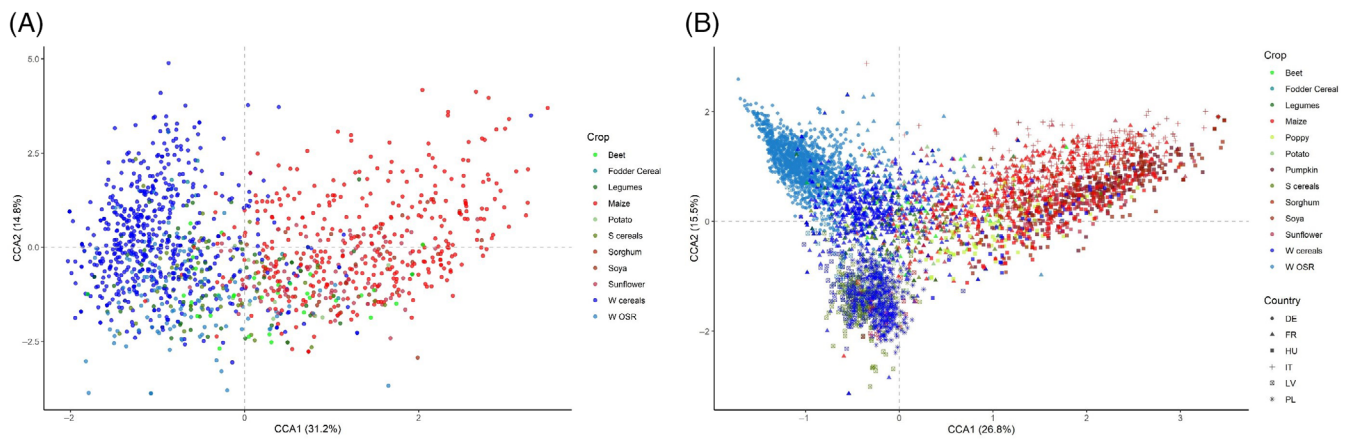 (A)
5.0
2.5
0.0
−2.5
CCA2 (14.8%)
−2
0
2
CCA1 (31.2%)
Crop
Beet
Fodder Cereal
Legumes
Maize
Potato
S cereals
Sorghum
Soya
Sunflower
W cereals
W OSR
(B)
2
0
−2
CCA2 (15.5%)
−1
0
1
2
3
CCA1 (26.8%)
Crop
Beet
Fodder Cereal
Legumes
Maize
Poppy
Potato
Pumpkin
S cereals
Sorghum
Soya
Sunflower
W cereals
W OSR
Country
DE
FR
HU
IT
LV
PL